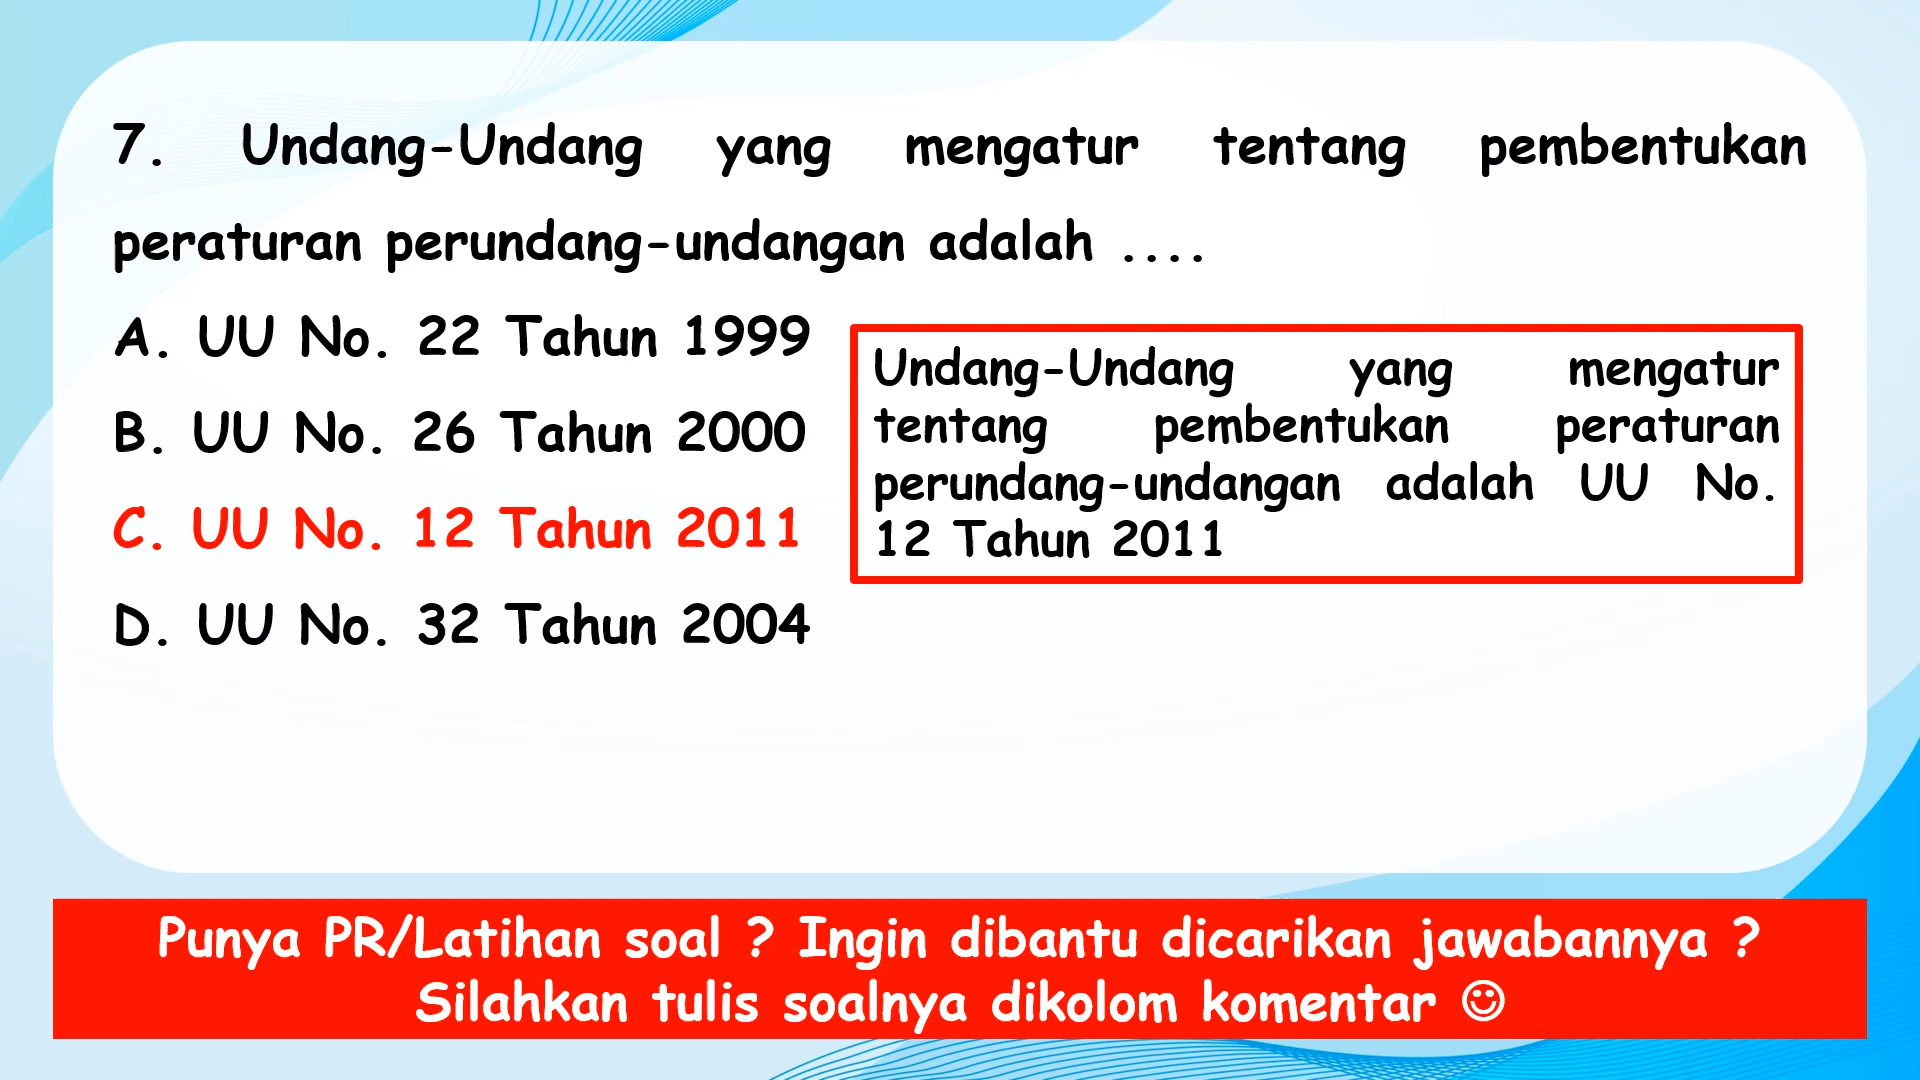 7. Undang-Undang yang mengatur tentang pembentukan
peraturan perundang-undangan adalah ....
A. UU No. 22 Tahun 1999
B. UU No. 26 Tahun 2000
C. UU No. 12 Tahun 2011
D. UU No. 32 Tahun 2004
Undang-Undang yang mengatur
tentang pembentukan peraturan
perundang-undangan adalah UU No.
12 Tahun 2011
Punya PR/Latihan soal ? Ingin dibantu dicarikan jawabannya ?
Silahkan tulis soalnya dikolom komentar ☺